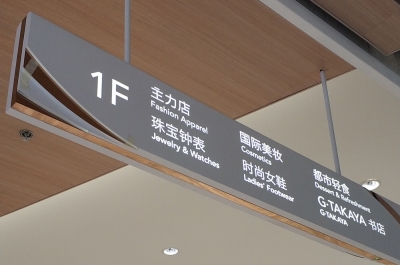 1F
主力店
Fashion Apparel
珠宝钟表
Jewelry & Watches
国际美妆
Cosmetics
时尚女鞋
Ladies' Footwear
都市轻食
Dessert & Refreshment
G·TAKAYA 书店
G·TAKAYA